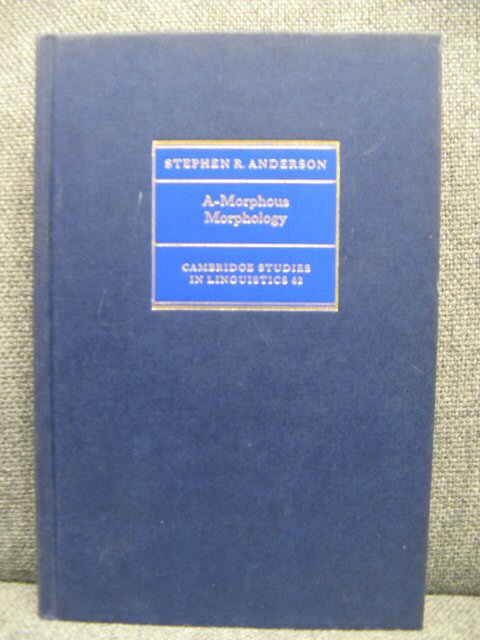 STEPHEN R. ANDERSON
A-Morphous
Morphology
CAMBRIDGE STUDIES
IN LINGUISTICS 62